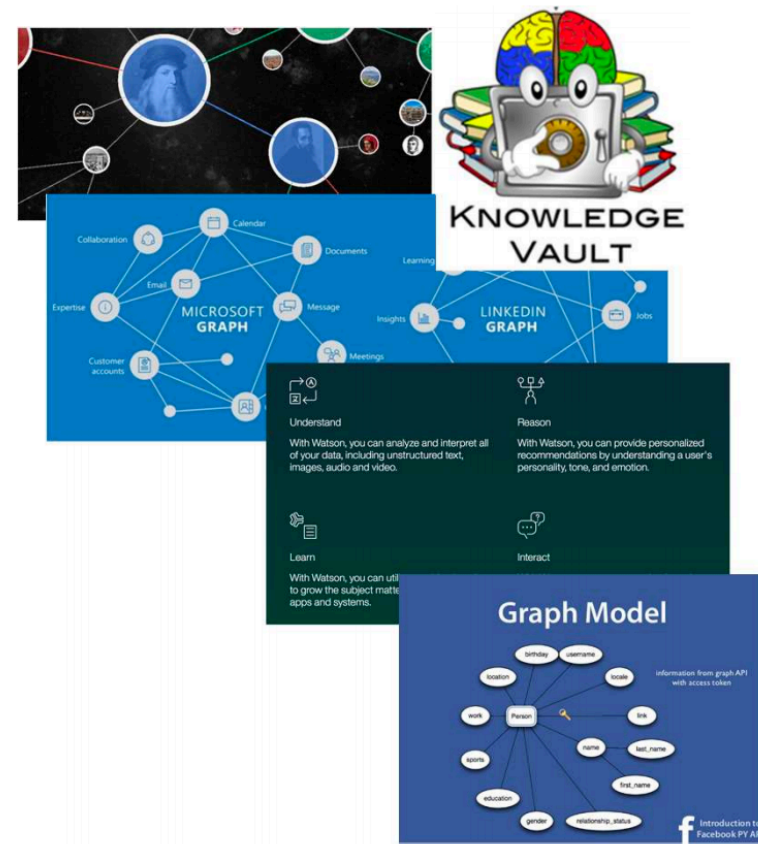 KNOWLEDGE
VAULT
Collaboration
Calendar
Documents
Email
Expertise
MICROSOFT
GRAPH
Message
Meetings
Customer
accounts
Learning
Insights
LINKEDIN
GRAPH
Jobs
A
2
Understand
With Watson, you can analyze and interpret all
of your data, including unstructured text,
images, audio and video.
Reason
With Watson, you can provide personalized
recommendations by understanding a user's
personality, tone, and emotion.
?
Learn
With Watson, you can
to grow the subject
apps and systems.
Interact
Graph Model
birthday
username
location
locale
information from graph API
with access token
work
Person
link
name
last_name
sports
first_name
education
gender
relationship_status
f
Introduction to
Facebook PY